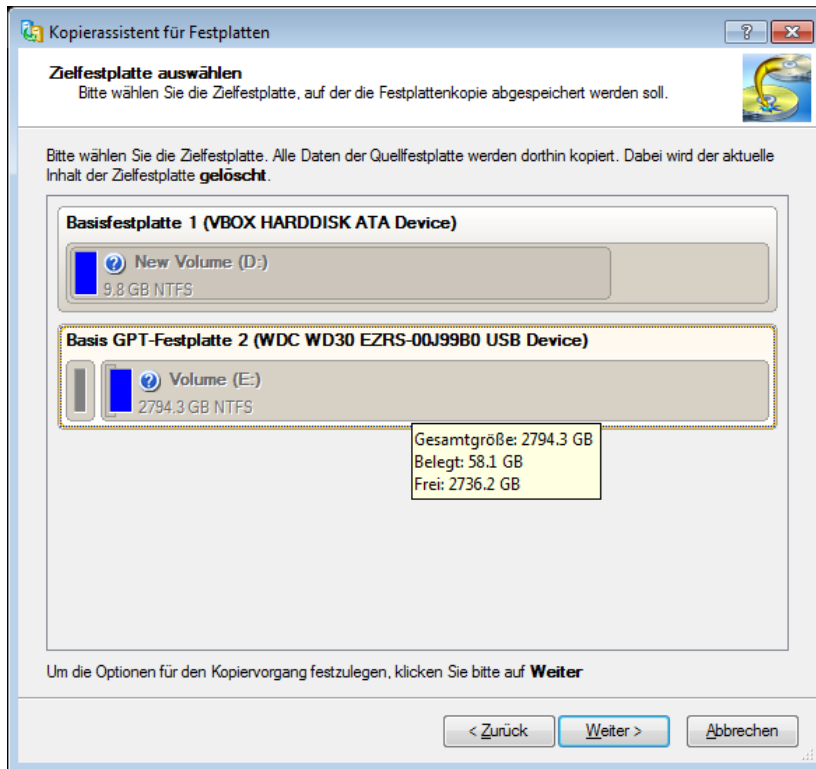 Kopierassistent für Festplatten
Zielfestplatte auswählen
Bitte wählen Sie die Zielfestplatte, auf der die Festplattenkopie abgespeichert werden soll.
Bitte wählen Sie die Zielfestplatte. Alle Daten der Quellfestplatte werden dorthin kopiert. Dabei wird der aktuelle
Inhalt der Zielfestplatte gelöscht.
Basisfestplatte 1 (VBOX HARDDISK ATA Device)
New Volume (D:)
9.8 GB NTFS
Basis GPT-Festplatte 2 (WDC WD30 EZRS-00J99B0 USB Device)
Volume (E:)
2794.3 GB NTFS
Gesamtgröße: 2794.3 GB
Belegt: 58.1 GB
Frei: 2736.2 GB
Um die Optionen für den Kopiervorgang festzulegen, klicken Sie bitte auf Weiter
< Zurück
Weiter >
Abbrechen